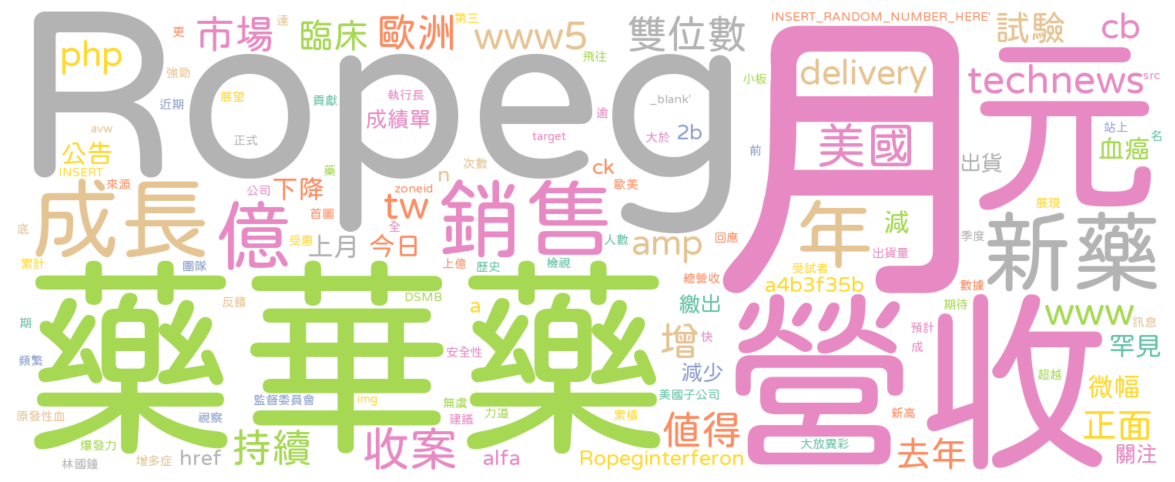 Ropeg
php
市場
臨床
歐洲
第三
www5
雙位數
INSERT_RANDOM_NUMBER_HERE'
試驗
cb
更
達
強勁
近期
展望
貢獻
執行長
成績單
飛往
_blank'
逾
小板
delivery
元
technews
src
月
美國
站上
名
血癌
avw
正式
target
大於
2b
前
公告
INSERT
來源
藥
次數
n
ck
出貨
成長
公司
下降
zoneid
首圖
tw
歐美
銷售
年
減
展現
新藥
底
億
受惠
全
上月
今日
人數
amp
回應
出貨量
季度
累計
團隊
上億
歷史
檢視
總營收
受試者
a4b3f35b
數據
藥華藥
反饋
DSMB
a
繳出
期待
www
訊息
期
頻繁
安全性
增
快
營收
預計
成
罕見
減少
超越
原發性血
視察
監督委員會
img
無虞
建議
力道
累積
美國子公司
新高
微幅
爆發力
值得
正面
林國鐘
增多症
href
持續
收案
alfa
Ropeginterferon
大放異彩
去年
關注